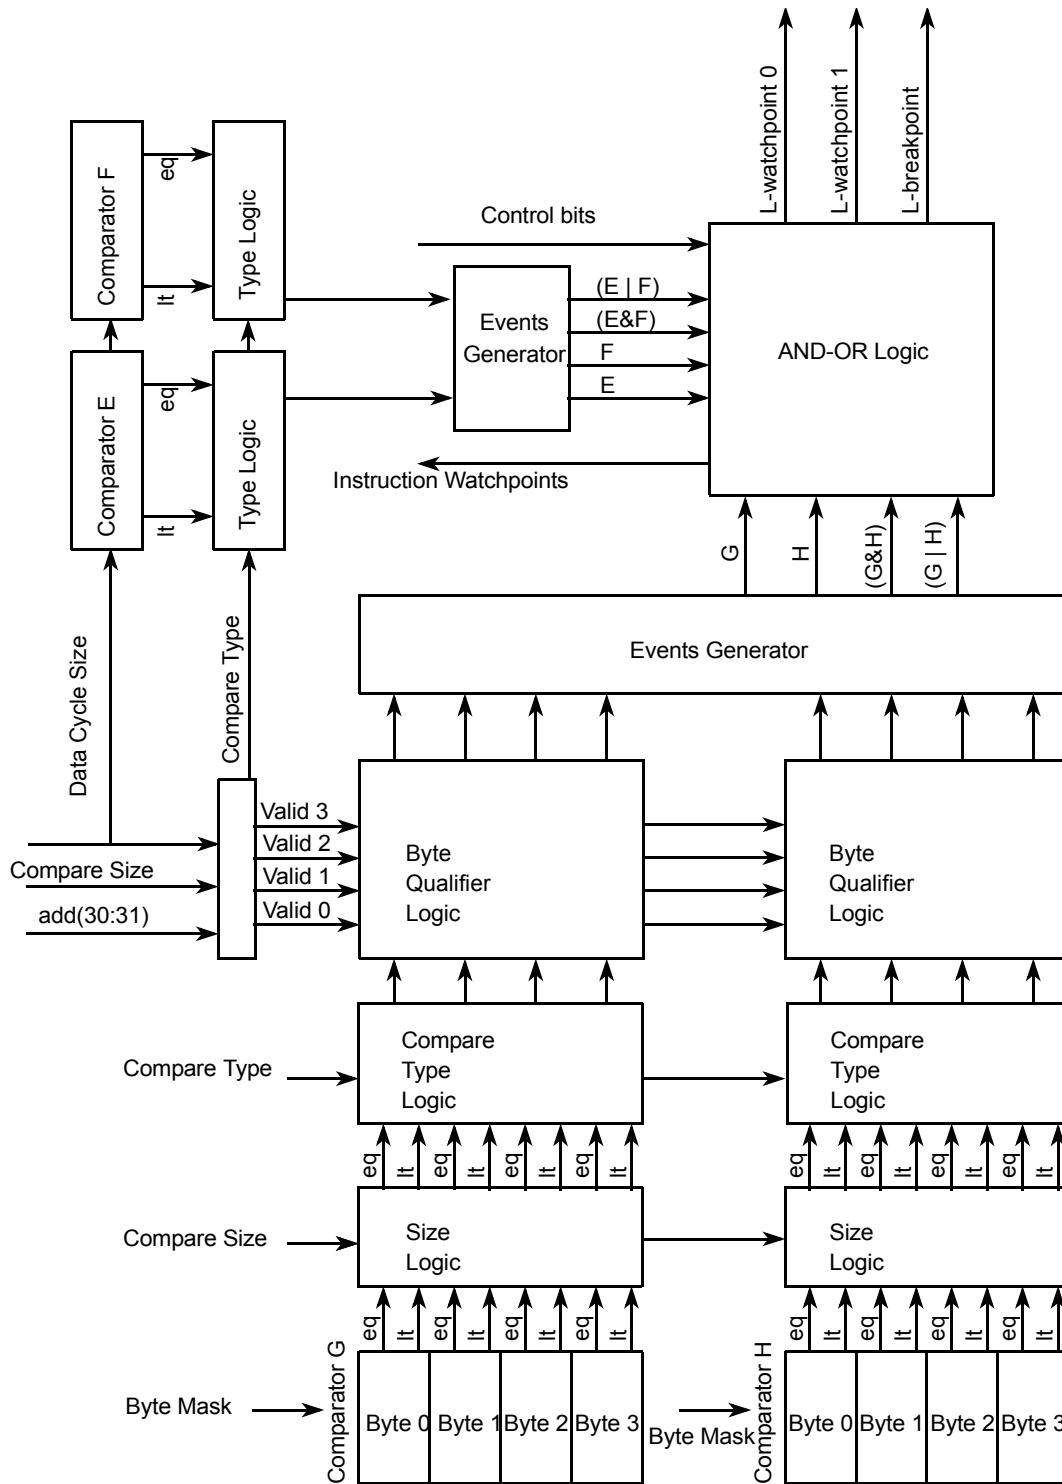 L-watchpoint 0
L-watchpoint 1
L-breakpoint
Comparator F
eq
lt
Type Logic
Control bits
Events
Generator
(E | F)
(E&F)
F
E
AND-OR Logic
Comparator E
eq
lt
Type Logic
Instruction Watchpoints
G
H
(G&H)
(G | H)
Data Cycle Size
Compare Type
Events Generator
Compare Size
add(30:31)
Valid 3
Valid 2
Valid 1
Valid 0
Byte
Qualifier
Logic
Byte
Qualifier
Logic
Compare Type
Compare
Type
Logic
Compare
Type
Logic
eq lt eq lt eq lt eq lt
eq lt eq lt eq lt eq lt
Compare Size
Size
Logic
Size
Logic
eq lt eq lt eq lt eq lt
eq lt eq lt eq lt eq lt
Byte Mask
Comparator G
Byte 0 Byte 1 Byte 2 Byte 3
Byte Mask
Comparator H
Byte 0 Byte 1 Byte 2 Byte 3